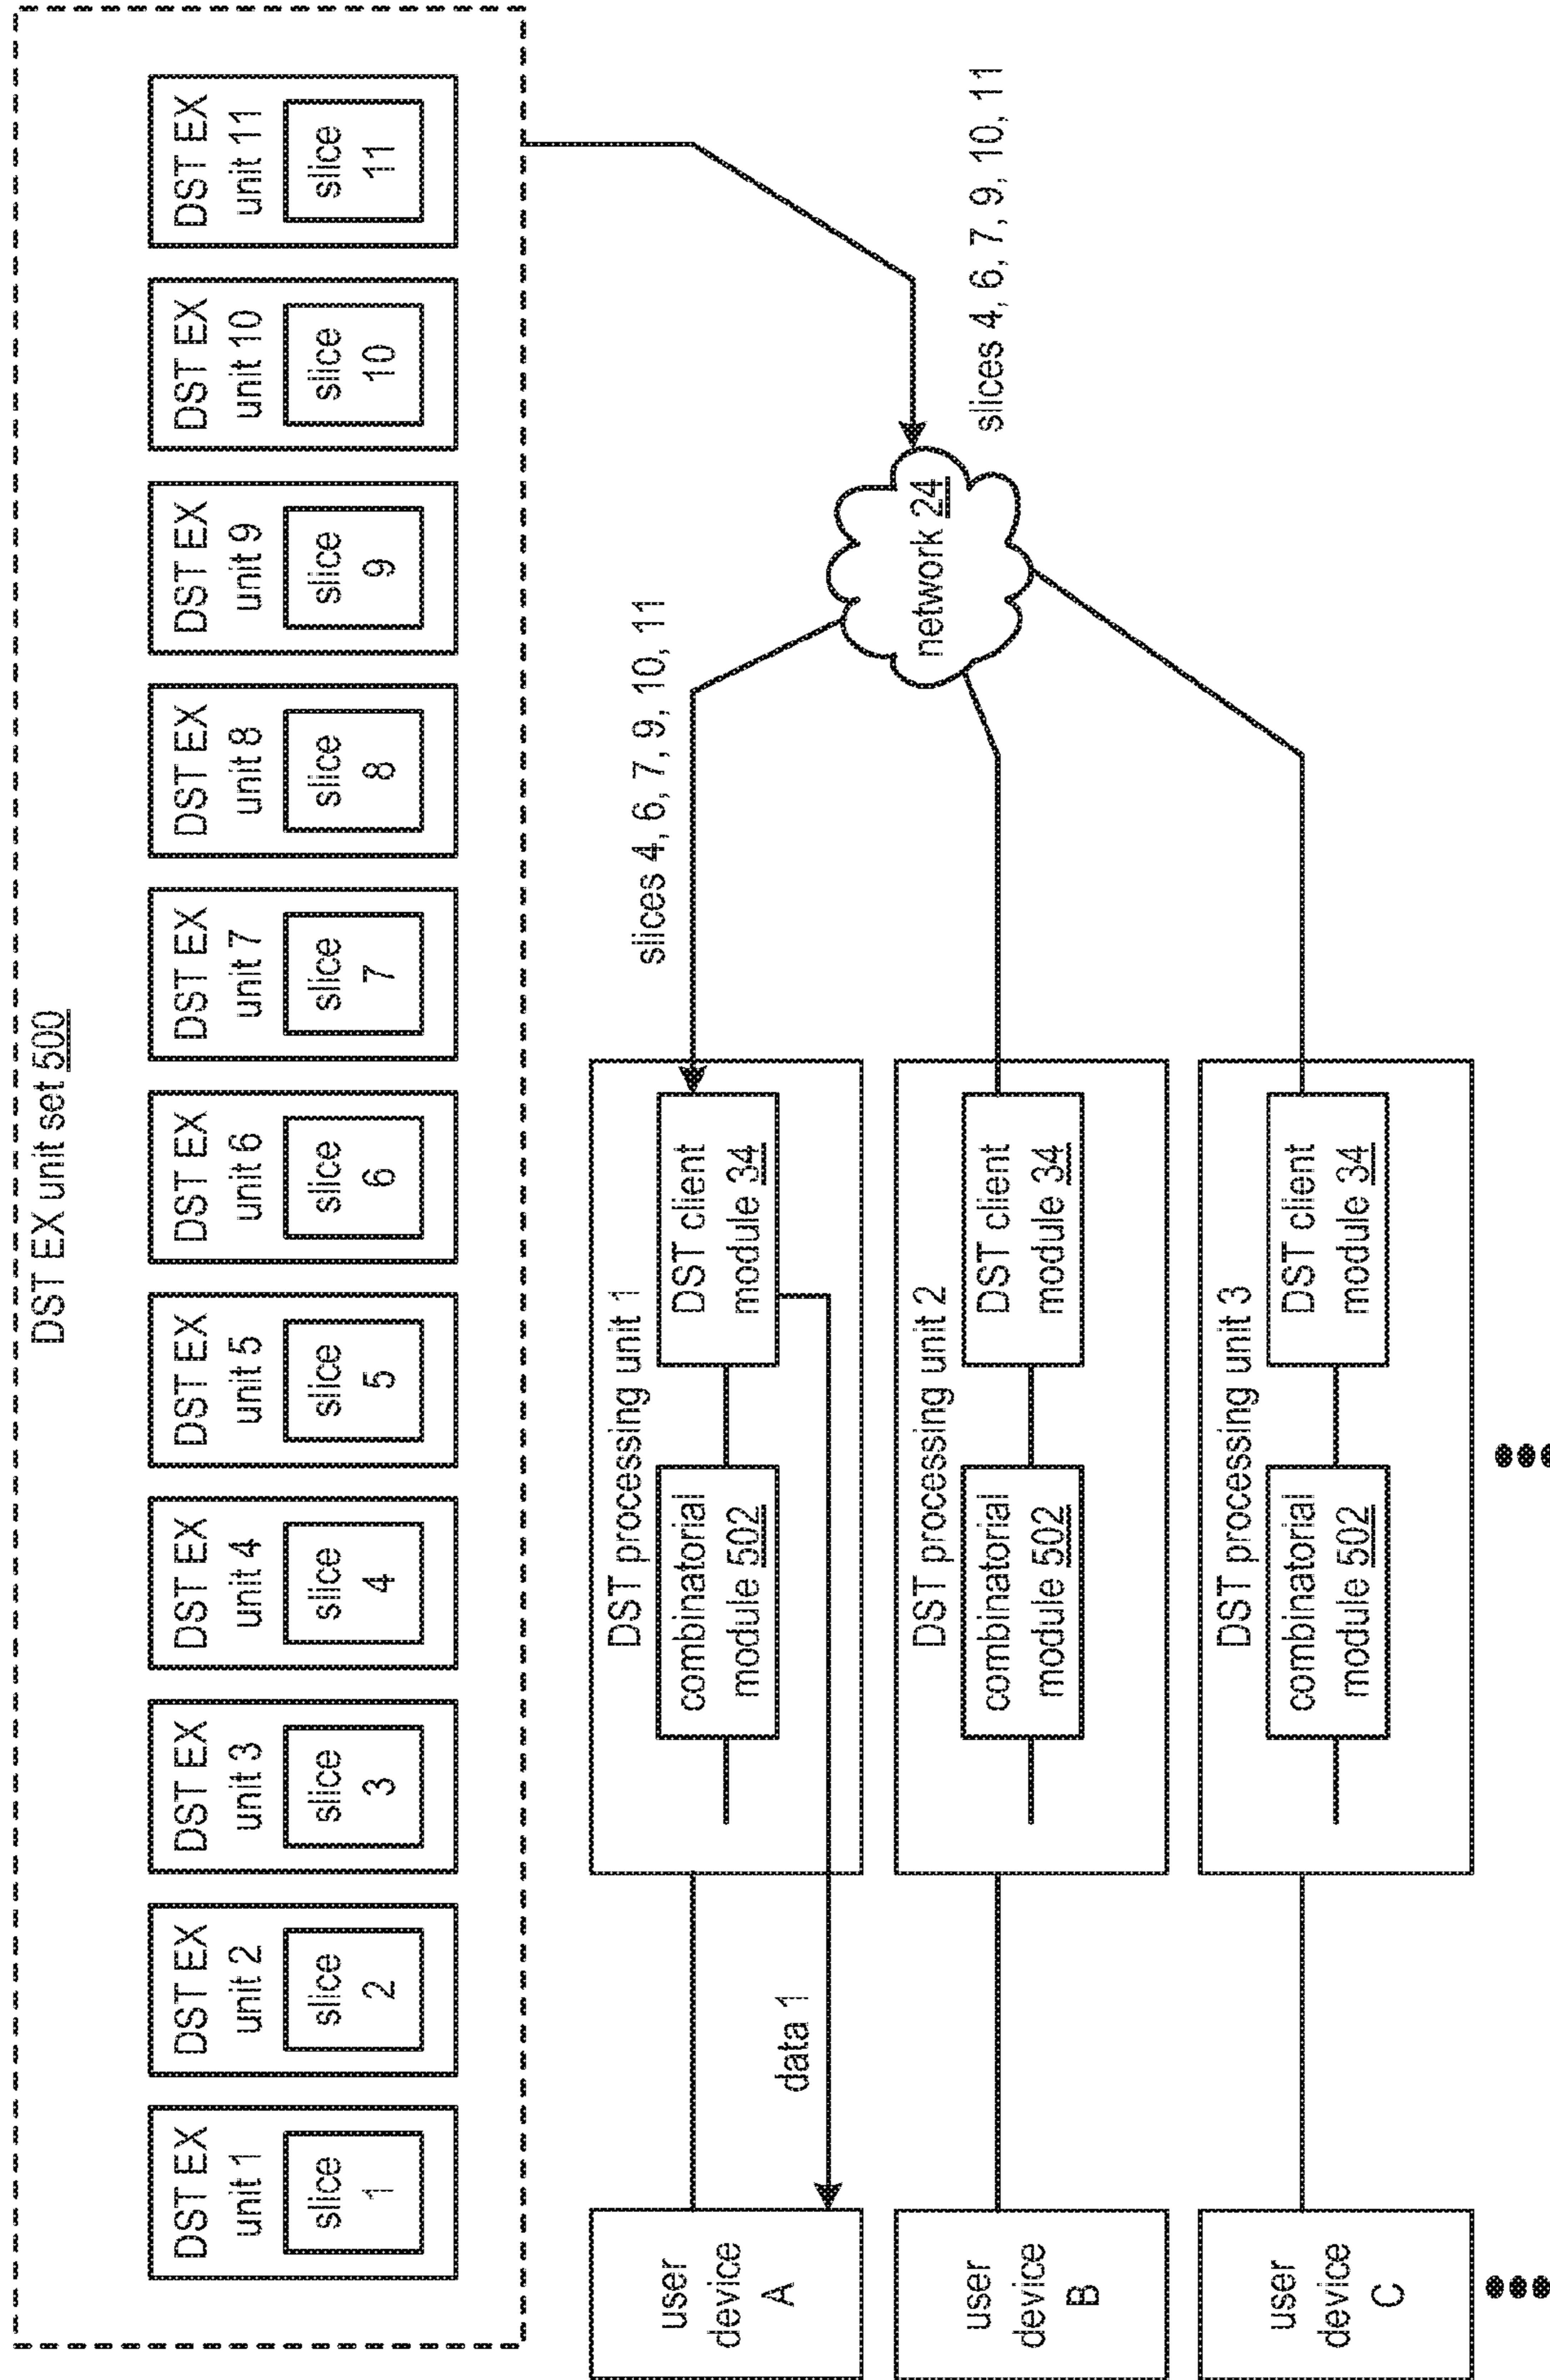 DST EX unit set 500
DST EX
unit 1
slice
1
DST EX
unit 2
slice
2
DST EX
unit 3
slice
3
DST EX
unit 4
slice
4
DST EX
unit 5
slice
5
DST EX
unit 6
slice
6
DST EX
unit 7
slice
7
DST EX
unit 8
slice
8
DST EX
unit 9
slice
9
DST EX
unit 10
slice
10
DST EX
unit 11
slice
11
user
device
A
data 1
DST processing unit 1
combinatorial
module 502
DST client
module 34
slices 4, 6, 7, 9, 10, 11
user
device
B
DST processing unit 2
combinatorial
module 502
DST client
module 34
network 24
slices 4, 6, 7, 9, 10, 11
user
device
C
DST processing unit 3
combinatorial
module 502
DST client
module 34